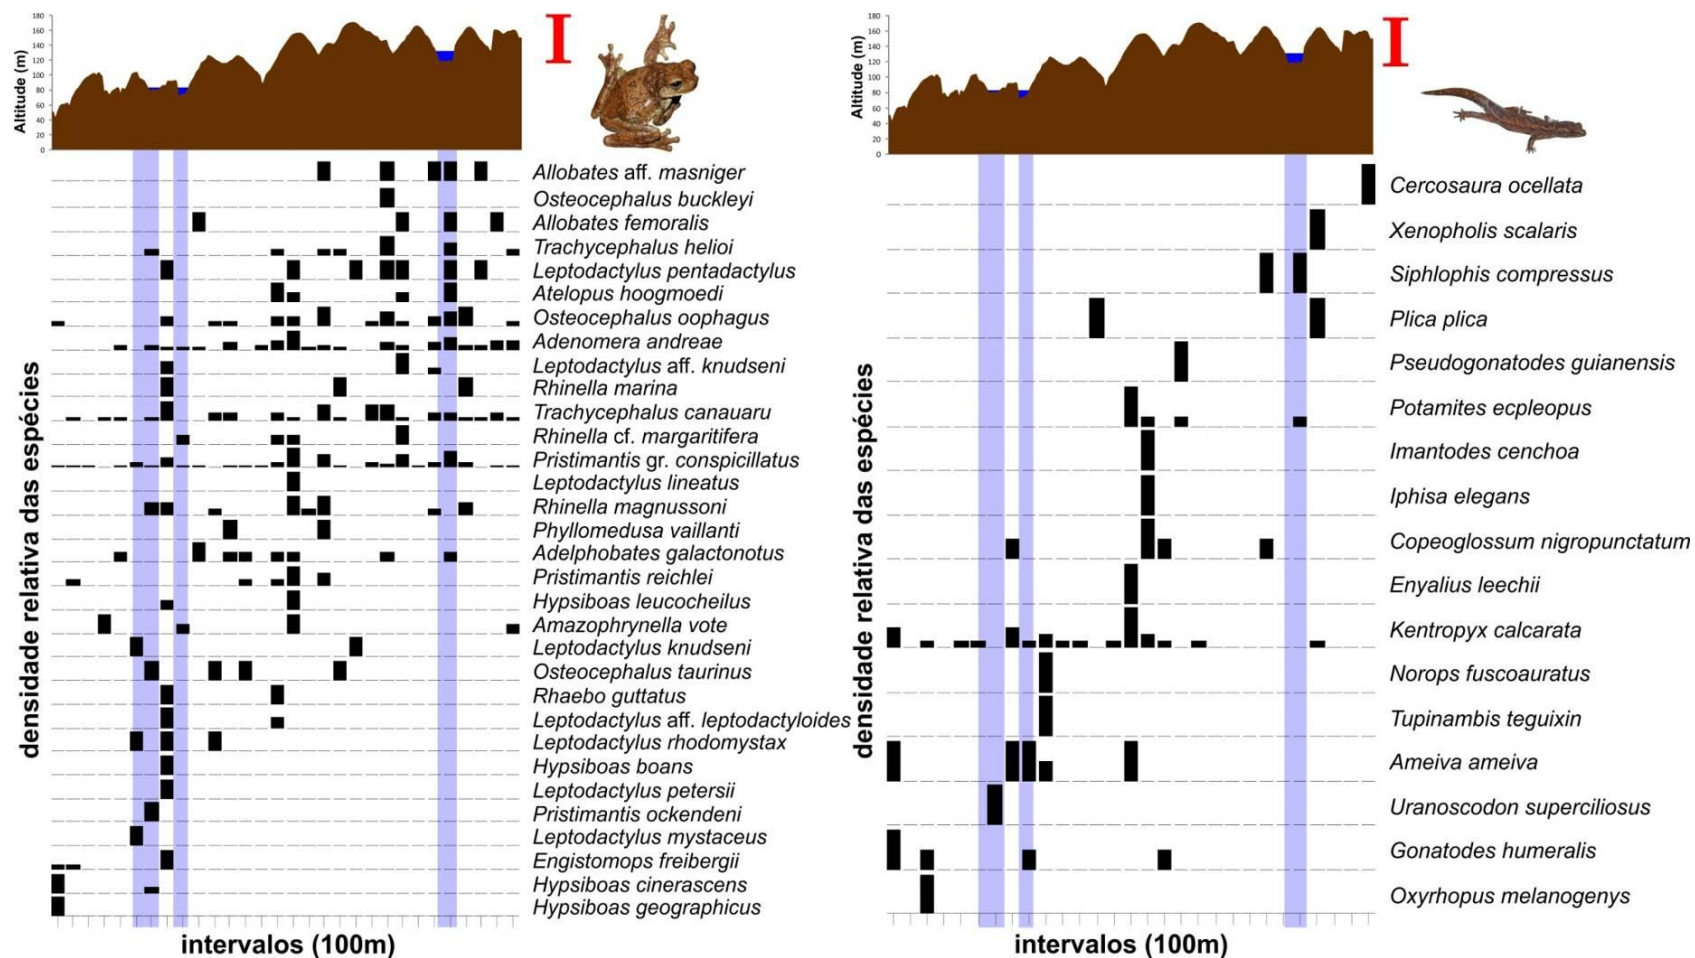 Altitude (m)
180
160
140
120
100
80
60
40
20
0
I
densidade relativa das espécies
Allobates aff. masniger
Osteocephalus buckleyi
Allobates femoralis
Trachycephalus helioi
Leptodactylus pentadactylus
Atelopus hoogmoedi
Osteocephalus oophagus
Adenomera andreae
Leptodactylus aff. knudseni
Rhinella marina
Trachycephalus canauaru
Rhinella cf. margaritifera
Pristimantis gr. conspicillatus
Leptodactylus lineatus
Rhinella magnussoni
Phyllomedusa vaillanti
Adelphobates galactonotus
Pristimantis reichlei
Hypsiboas leucocheilus
Amazophrynella vote
Leptodactylus knudseni
Osteocephalus taurinus
Rhaebo guttatus
Leptodactylus aff. leptodactyloides
Leptodactylus rhodomystax
Hypsiboas boans
Leptodactylus petersii
Pristimantis ockendeni
Leptodactylus mystaceus
Engistomops freibergii
Hypsiboas cinerascens
Hypsiboas geographicus
intervalos (100m)
Altitude (m)
180
160
140
120
100
80
60
40
20
0
I
densidade relativa das espécies
Cercosaura ocellata
Xenopholis scalaris
Siphlophis compressus
Plica plica
Pseudogonatodes guianensis
Potamites ecpleopus
Imantodes cenchoa
Iphisa elegans
Copeoglossum nigropunctatum
Enyalius leechii
Kentropyx calcarata
Norops fuscoauratus
Tupinambis teguixin
Ameiva ameiva
Uranoscodon superciliosus
Gonatodes humeralis
Oxyrhopus melanogenys
intervalos (100m)